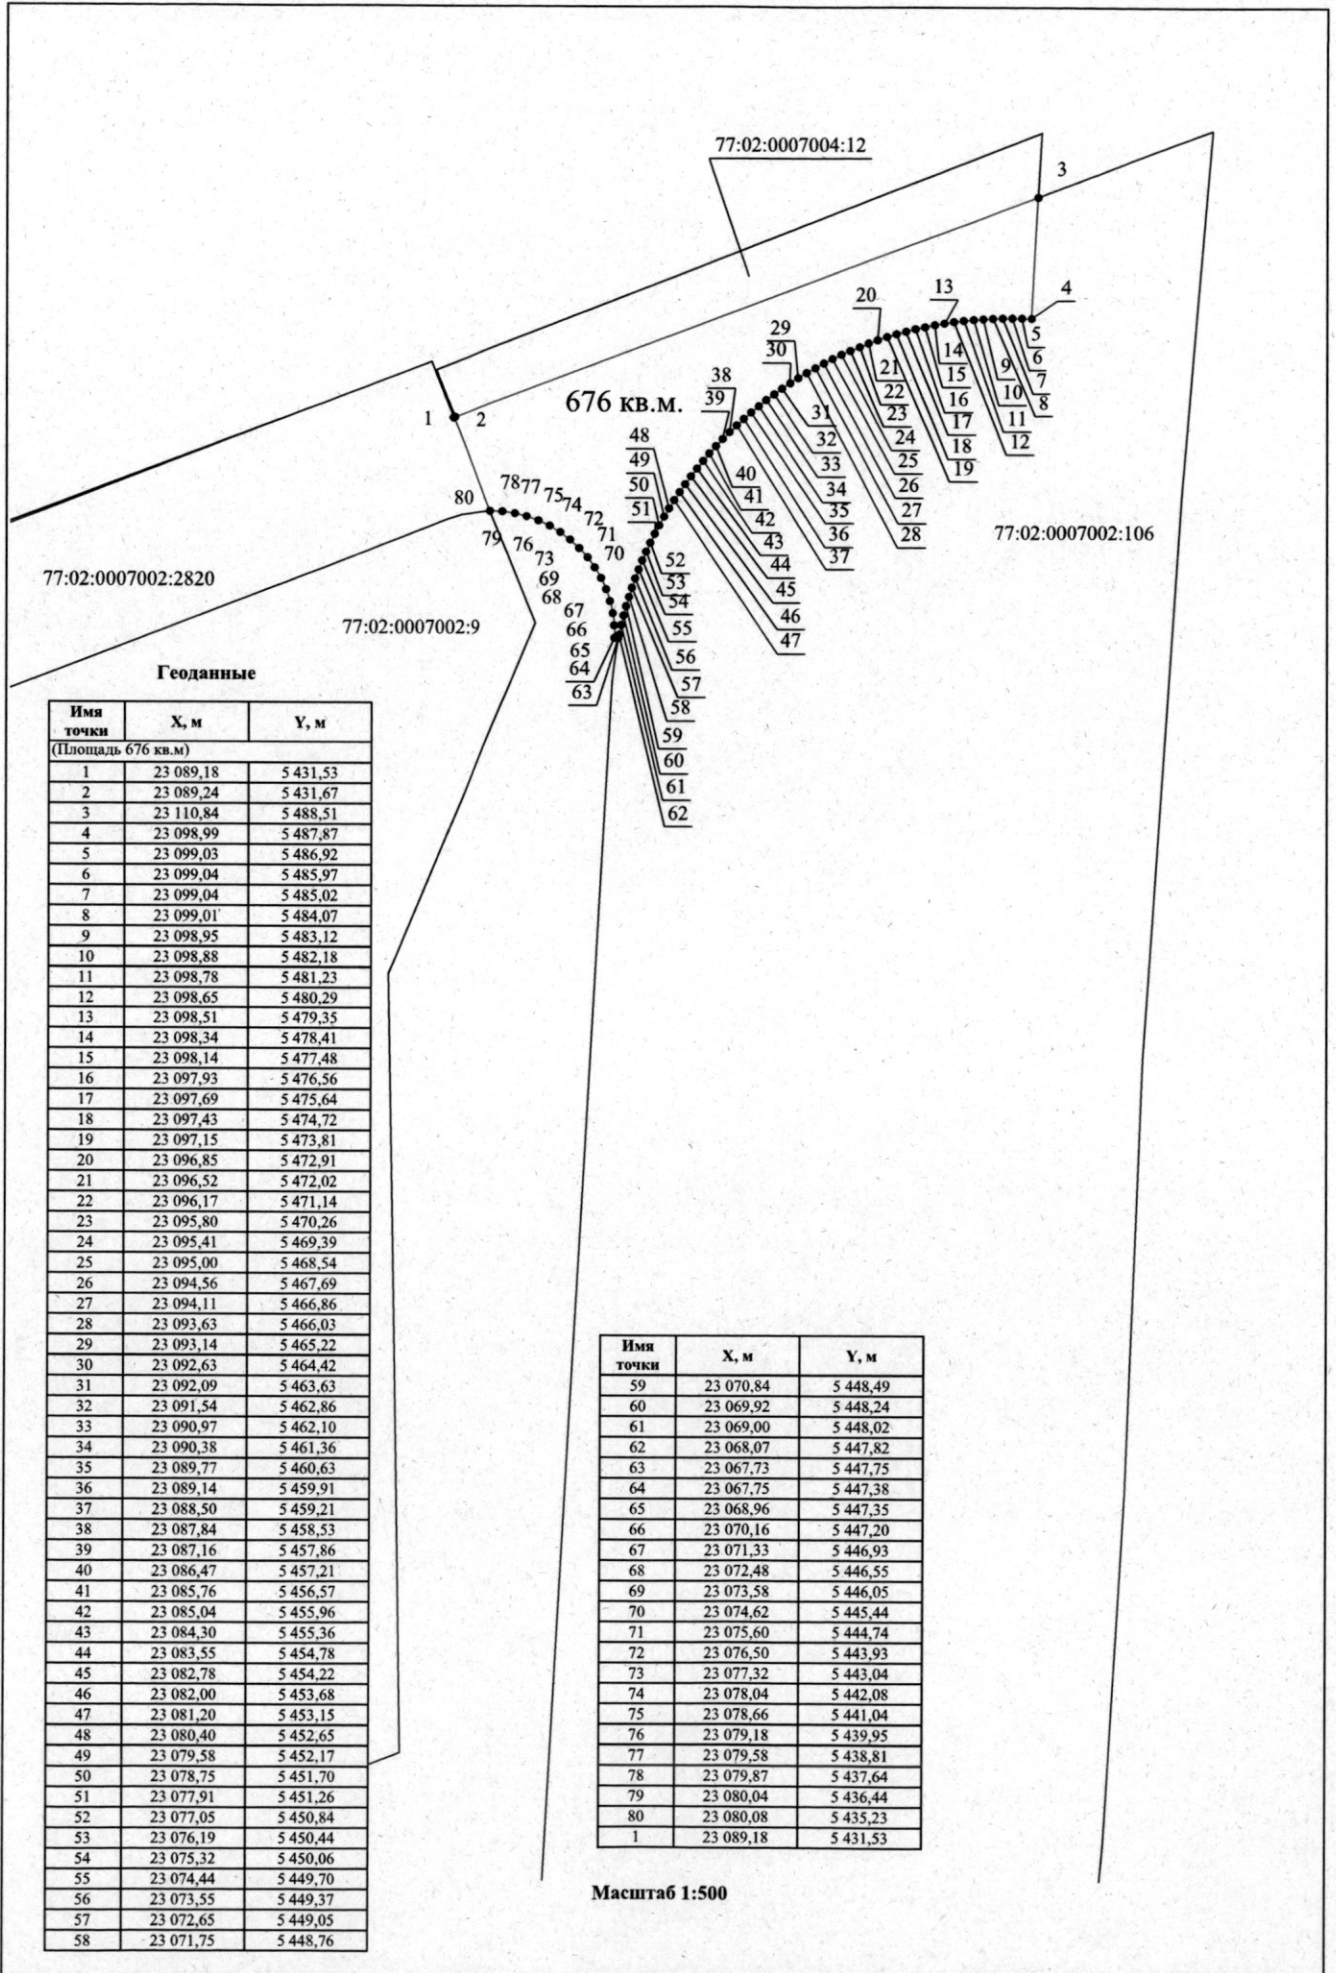 77:02:0007004:12
3
4
13
20
29
30
38
39
5
6
7
8
9
10
11
12
14
15
16
17
18
19
21
22
23
24
25
26
27
28
31
32
33
34
35
36
37
676 кв.м.
1
2
48
49
50
51
40
41
42
43
44
45
46
47
80
78
77
75
74
72
71
70
79
76
73
69
68
67
66
65
64
63
52
53
54
55
56
57
58
59
60
61
62
77:02:0007002:106
77:02:0007002:2820
77:02:0007002:9
Геоданные
Имя точки X, м Y, м
(Площадь 676 кв.м)
1 23 089,18 5 431,53
2 23 089,24 5 431,67
3 23 110,84 5 488,51
4 23 098,99 5 487,87
5 23 099,03 5 486,92
6 23 099,04 5 485,97
7 23 099,04 5 485,02
8 23 099,01 5 484,07
9 23 098,95 5 483,12
10 23 098,88 5 482,18
11 23 098,78 5 481,23
12 23 098,65 5 480,29
13 23 098,51 5 479,35
14 23 098,34 5 478,41
15 23 098,14 5 477,48
16 23 097,93 5 476,56
17 23 097,69 5 475,64
18 23 097,43 5 474,72
19 23 097,15 5 473,81
20 23 096,85 5 472,91
21 23 096,52 5 472,02
22 23 096,17 5 471,14
23 23 095,80 5 470,26
24 23 095,41 5 469,39
25 23 095,00 5 468,54
26 23 094,56 5 467,69
27 23 094,11 5 466,86
28 23 093,63 5 466,03
29 23 093,14 5 465,22
30 23 092,63 5 464,42
31 23 092,09 5 463,63
32 23 091,54 5 462,86
33 23 090,97 5 462,10
34 23 090,38 5 461,36
35 23 089,77 5 460,63
36 23 089,14 5 459,91
37 23 088,50 5 459,21
38 23 087,84 5 458,53
39 23 087,16 5 457,86
40 23 086,47 5 457,21
41 23 085,76 5 456,57
42 23 085,04 5 455,96
43 23 084,30 5 455,36
44 23 083,55 5 454,78
45 23 082,78 5 454,22
46 23 082,00 5 453,68
47 23 081,20 5 453,15
48 23 080,40 5 452,65
49 23 079,58 5 452,17
50 23 078,75 5 451,70
51 23 077,91 5 451,26
52 23 077,05 5 450,84
53 23 076,19 5 450,44
54 23 075,32 5 450,06
55 23 074,44 5 449,70
56 23 073,55 5 449,37
57 23 072,65 5 449,05
58 23 071,75 5 448,76
Имя точки X, м Y, м
59 23 070,84 5 448,49
60 23 069,92 5 448,24
61 23 069,00 5 448,02
62 23 068,07 5 447,82
63 23 067,73 5 447,75
64 23 067,75 5 447,38
65 23 068,96 5 447,35
66 23 070,16 5 447,20
67 23 071,33 5 446,93
68 23 072,48 5 446,55
69 23 073,58 5 446,05
70 23 074,62 5 445,44
71 23 075,60 5 444,74
72 23 076,50 5 443,93
73 23 077,32 5 443,04
74 23 078,04 5 442,08
75 23 078,66 5 441,04
76 23 079,18 5 439,95
77 23 079,58 5 438,81
78 23 079,87 5 437,64
79 23 080,04 5 436,44
80 23 080,08 5 435,23
1 23 089,18 5 431,53
Масштаб 1:500